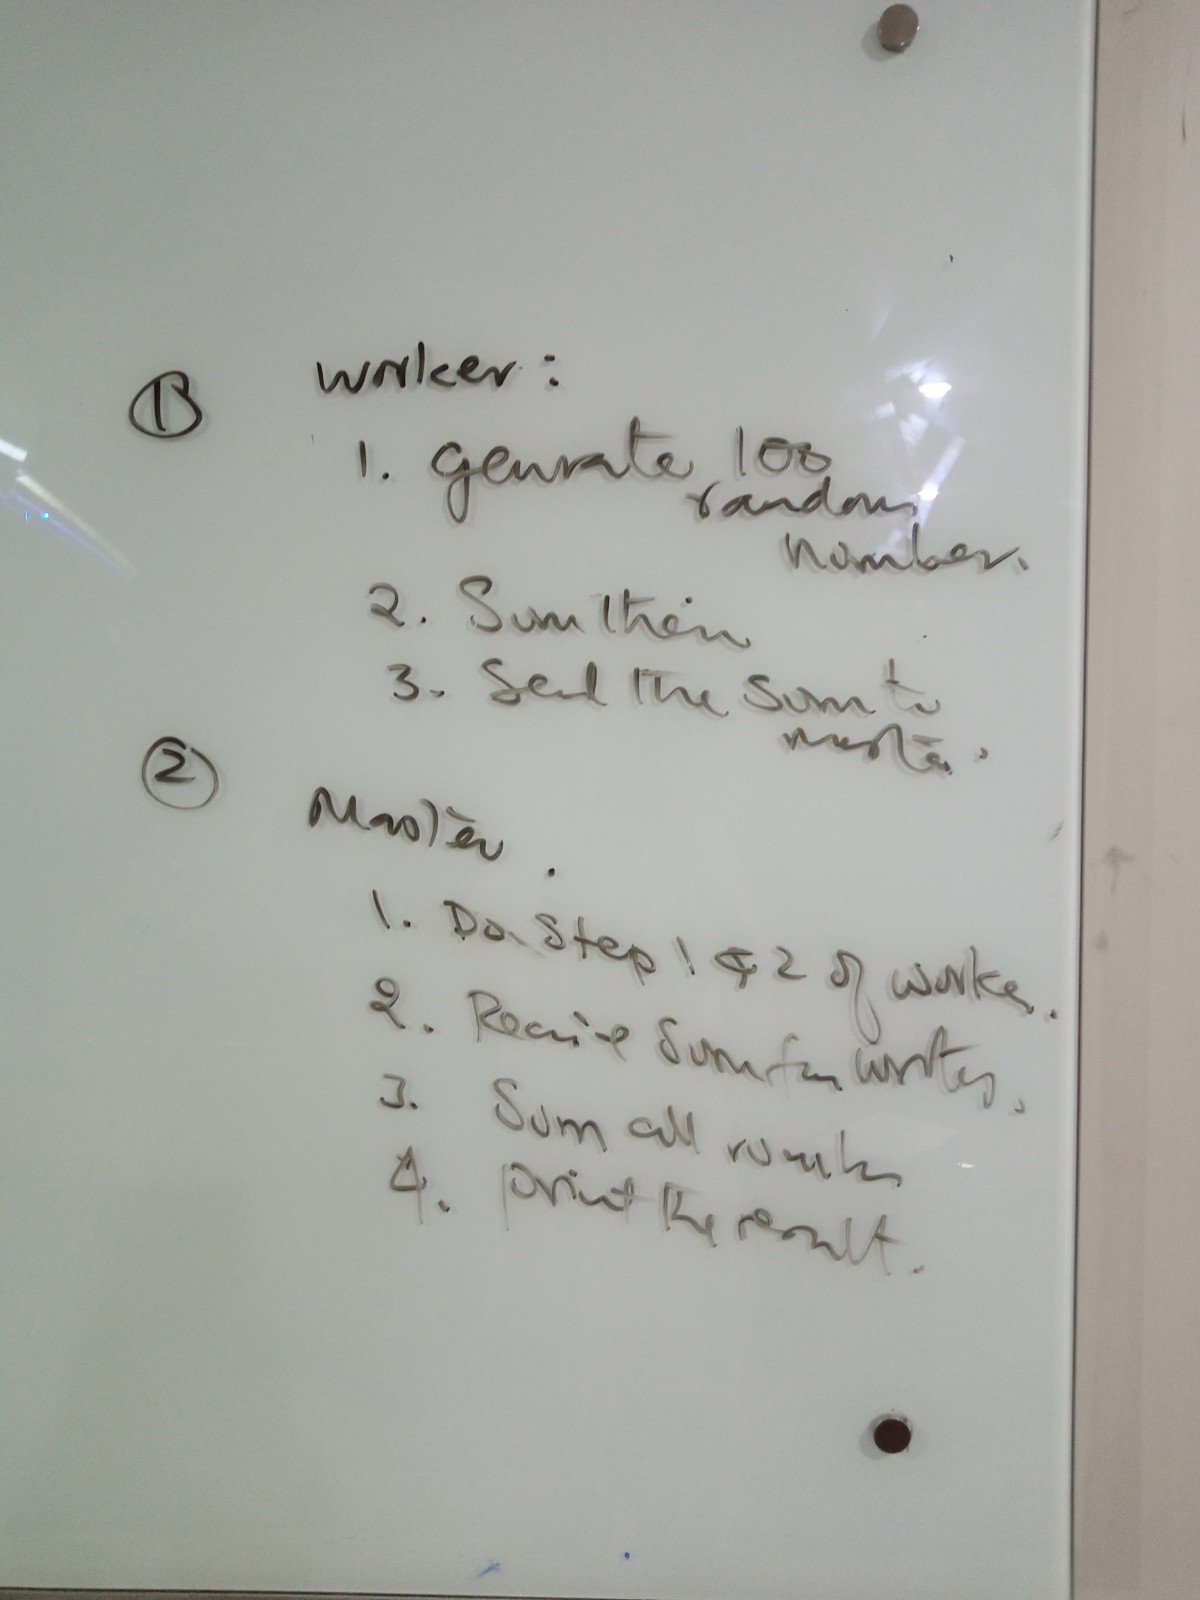 ①
worker:
1. genrate 100
random
number.
2. Sum them
3. Send the sum to
master.
②
Master.
1. Do Step 1 & 2 of worker.
2. Receive Sum from workers.
3. Sum all results
4. print the result.